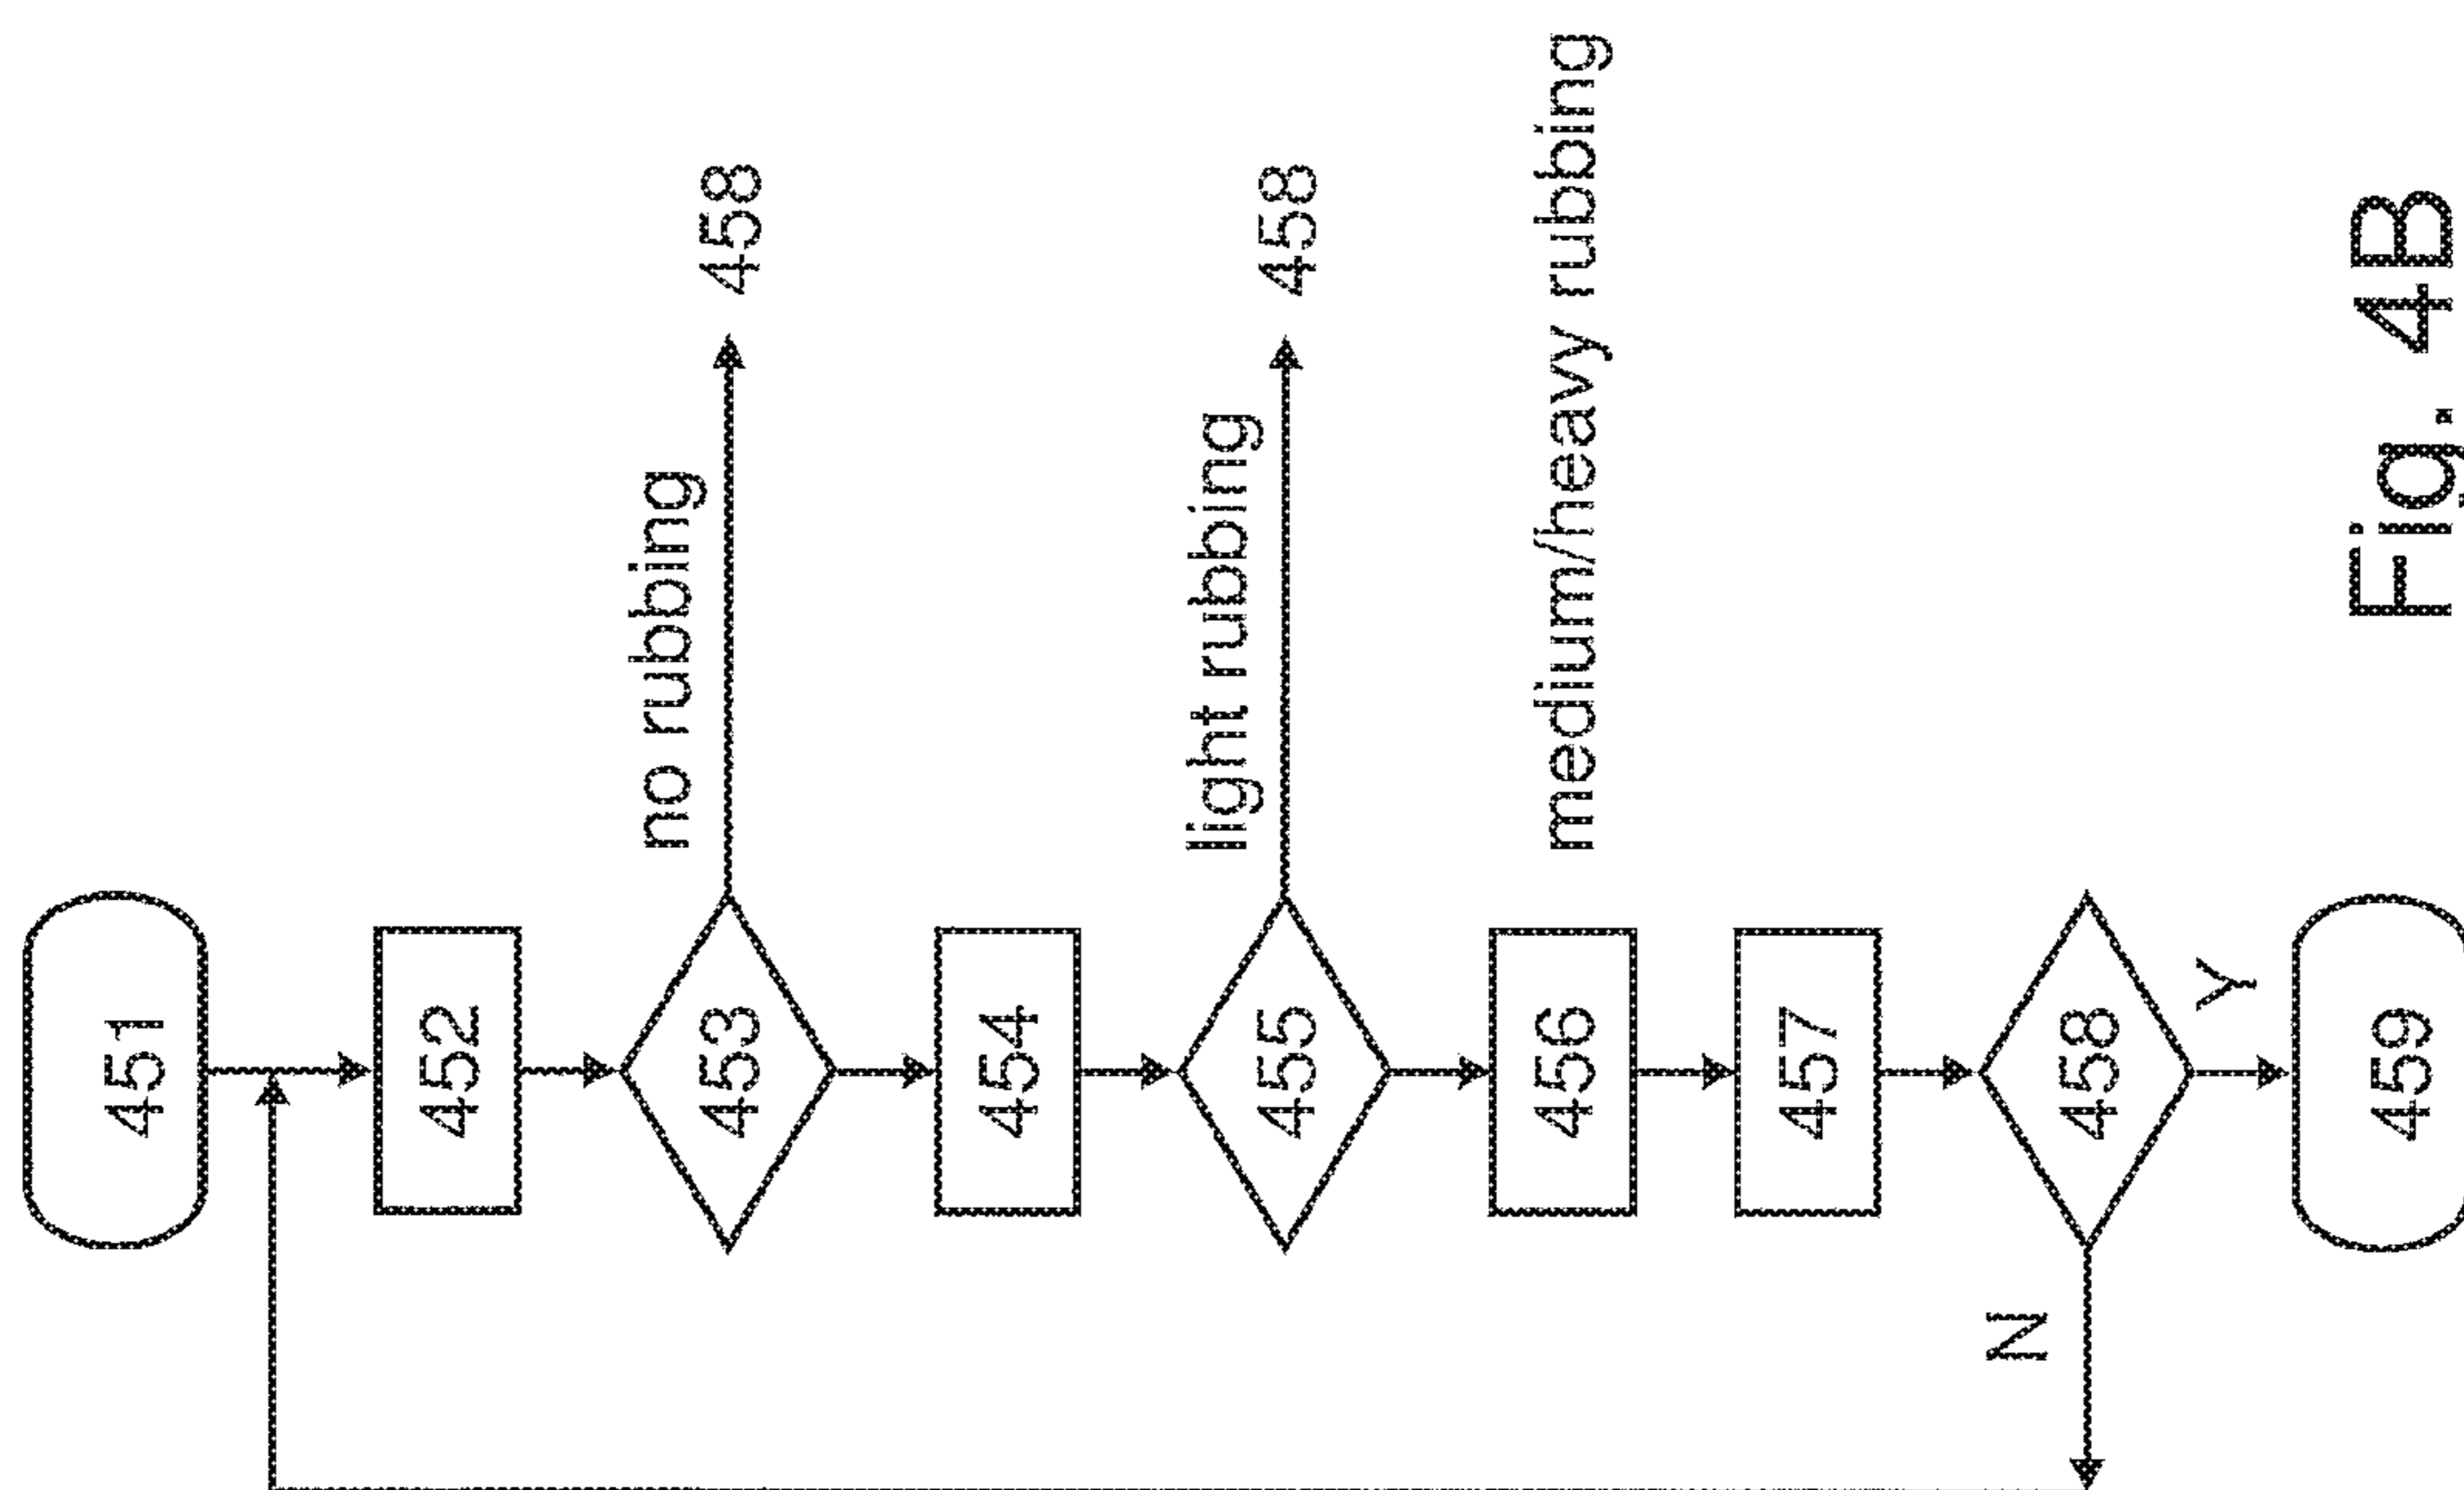 451
452
no rubbing
453
458
454
light rubbing
455
458
456
medium/heavy rubbing
457
N
458
Y
459
Fig. 4B